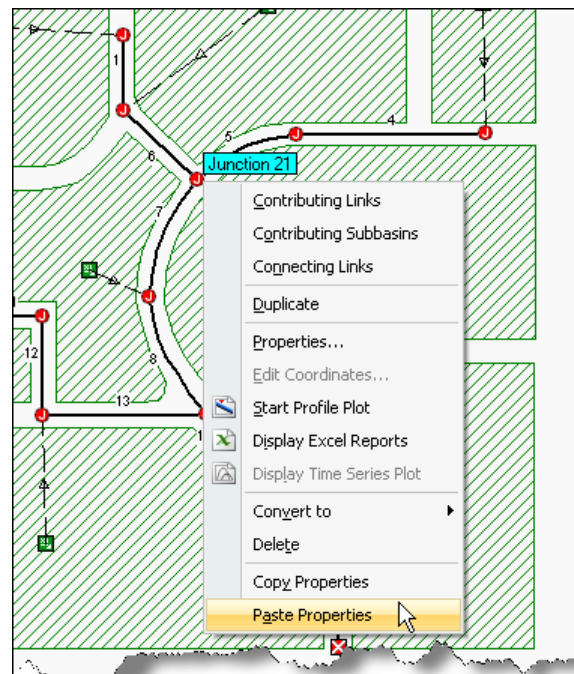 1
5
4
6
Junction 21
7
Contributing Links
Contributing Subbasins
Connecting Links
Duplicate
Properties...
12
Edit Coordinates...
8
13
Start Profile Plot
1
Display Excel Reports
Display Time Series Plot
Convert to
Delete
Copy Properties
Paste Properties